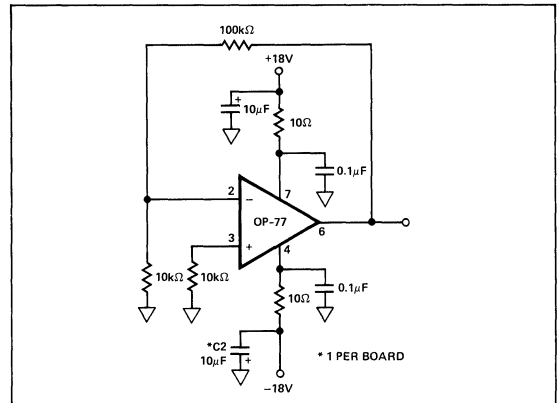 100kΩ
+18V
+
10μF
10Ω
0.1μF
7
2
−
OP-77
6
3
+
4
10kΩ
10kΩ
10Ω
0.1μF
*C2
10μF
+
* 1 PER BOARD
−18V